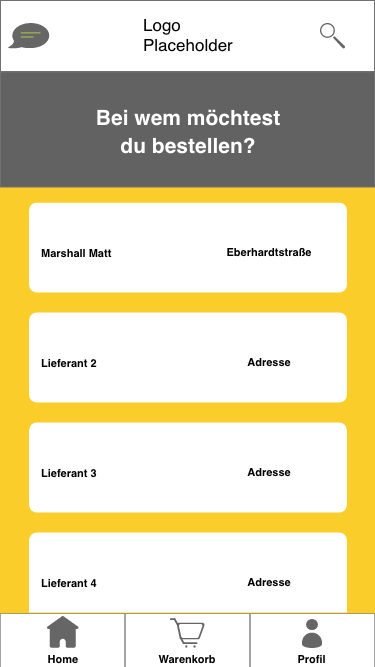 Logo
Placeholder
Bei wem möchtest
du bestellen?
Marshall Matt Eberhardtstraße
Lieferant 2 Adresse
Lieferant 3 Adresse
Lieferant 4 Adresse
Home Warenkorb Profil